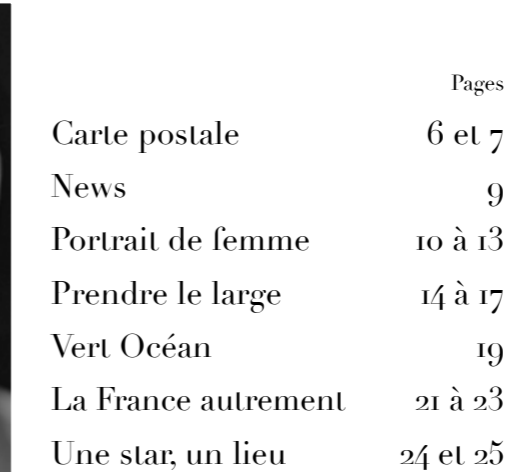 Pages
Carte postale 6 et 7
News 9
Portrait de femme 10 à 13
Prendre le large 14 à 17
Vert Océan 19
La France autrement 21 à 23
Une star, un lieu 24 et 25